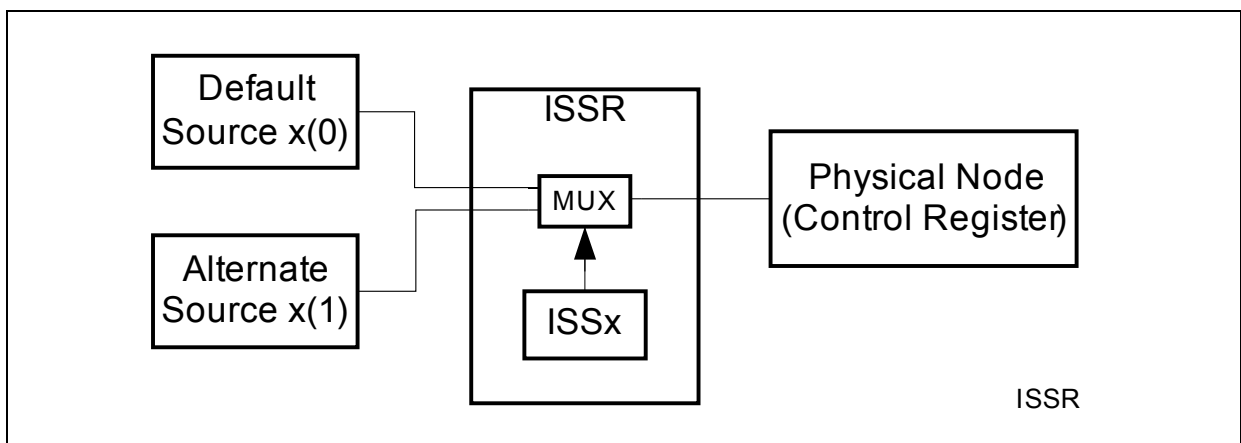 Default
Source x(0)
Alternate
Source x(1)
ISSR
MUX
ISSx
Physical Node
(Control Register)
ISSR